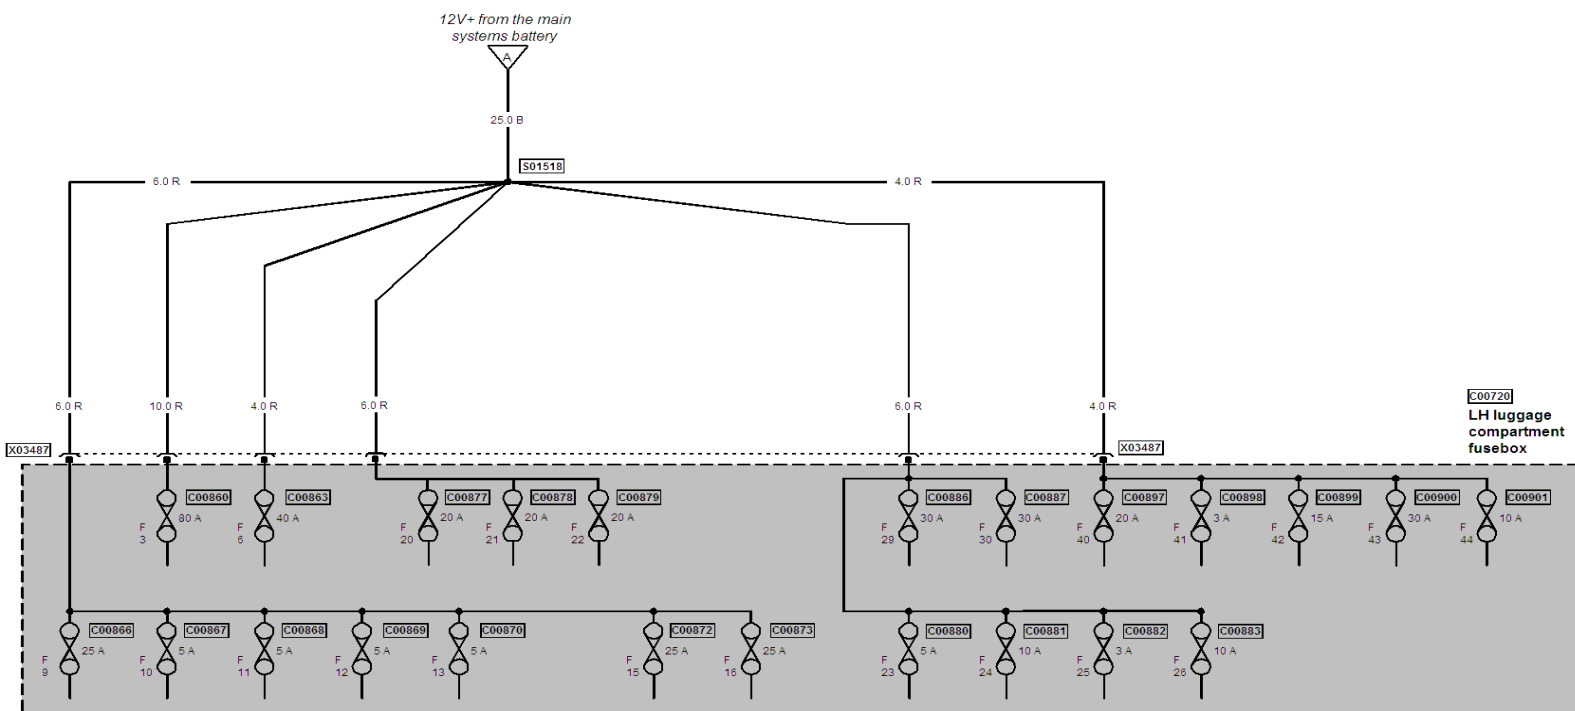 12V+ from the main
systems battery
A
25.0 B
S01518
6.0 R
4.0 R
6.0 R
10.0 R
4.0 R
6.0 R
6.0 R
4.0 R
C00720
LH luggage
compartment
fusebox
X03487
X03487
C00860
80 A
F
3
C00863
40 A
F
6
C00877
20 A
F
20
C00878
20 A
F
21
C00879
20 A
F
22
C00886
30 A
F
29
C00887
30 A
F
30
C00897
20 A
F
40
C00898
3 A
F
41
C00899
15 A
F
42
C00900
30 A
F
43
C00901
10 A
F
44
C00866
25 A
F
9
C00867
5 A
F
10
C00868
5 A
F
11
C00869
5 A
F
12
C00870
5 A
F
13
C00872
25 A
F
15
C00873
25 A
F
16
C00880
5 A
F
23
C00881
10 A
F
24
C00882
3 A
F
25
C00883
10 A
F
26